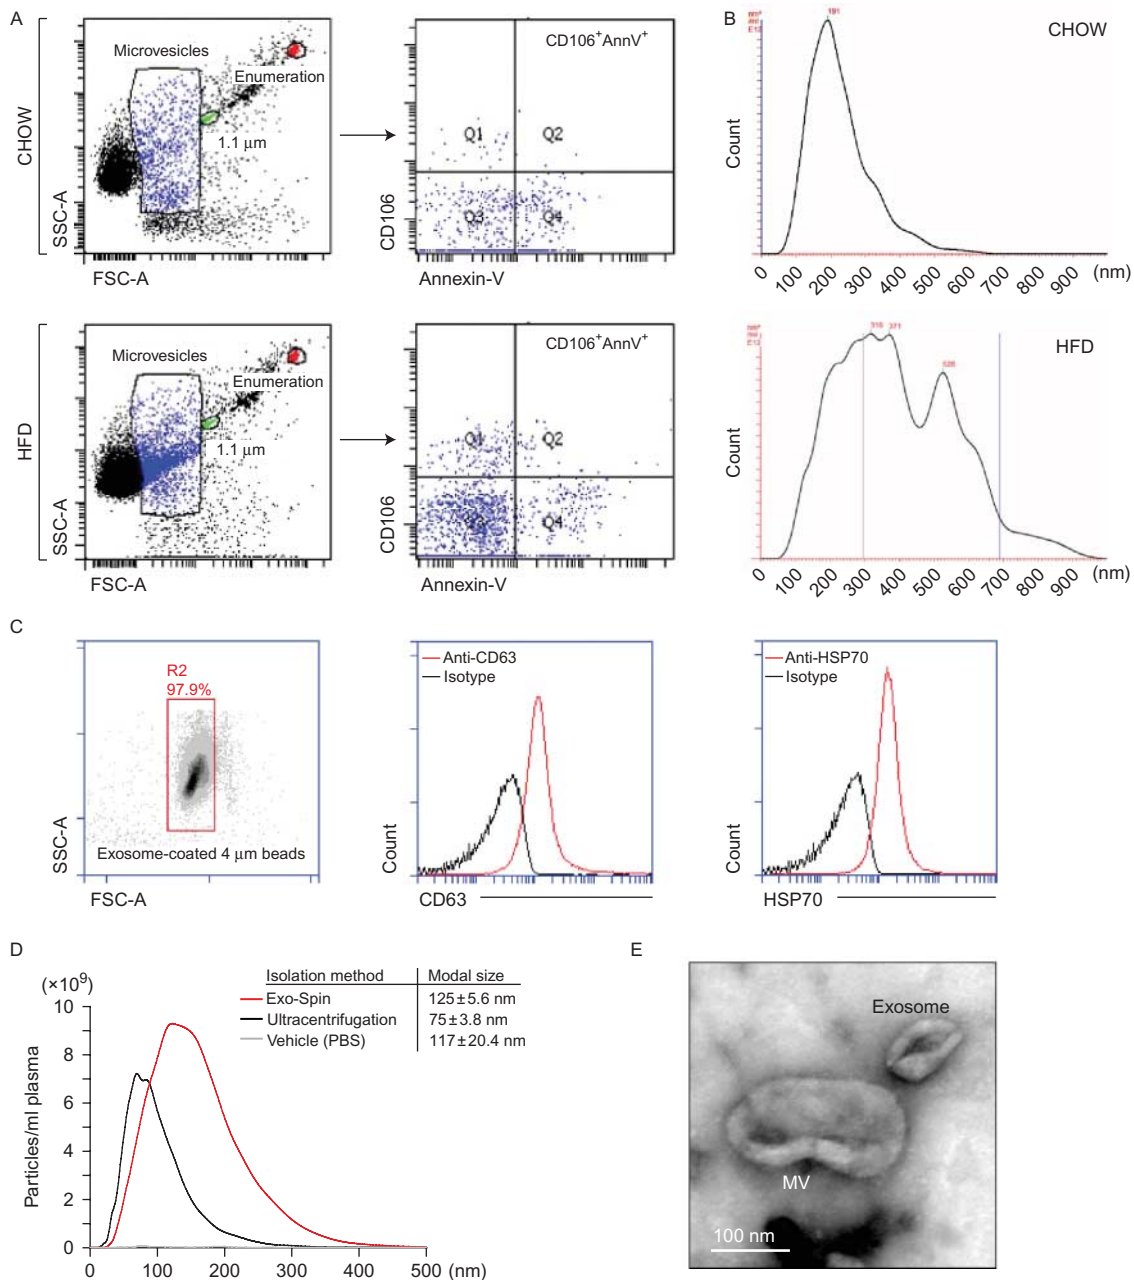 A
CHOW
SSC-A
Microvesicles
Enumeration
1.1 μm
FSC-A
CD106
CD106⁺AnnV⁺
Q1
Q2
Q3
Q4
Annexin-V
HFD
SSC-A
Microvesicles
Enumeration
1.1 μm
FSC-A
CD106
CD106⁺AnnV⁺
Q1
Q2
Q4
Annexin-V
B
191
CHOW
Count
0 100 200 300 400 500 600 700 800 900 (nm)
371
HFD
Count
0 100 200 300 400 500 600 700 800 900 (nm)
C
R2
97.9%
SSC-A
Exosome-coated 4 μm beads
FSC-A
Anti-CD63
Isotype
Count
CD63
Anti-HSP70
Isotype
Count
HSP70
D
(×10⁹)
Isolation method Modal size
Exo-Spin 125±5.6 nm
Ultracentrifugation 75±3.8 nm
Vehicle (PBS) 117±20.4 nm
Particles/ml plasma
10
8
6
4
2
0
0 100 200 300 400 500 (nm)
E
Exosome
MV
100 nm